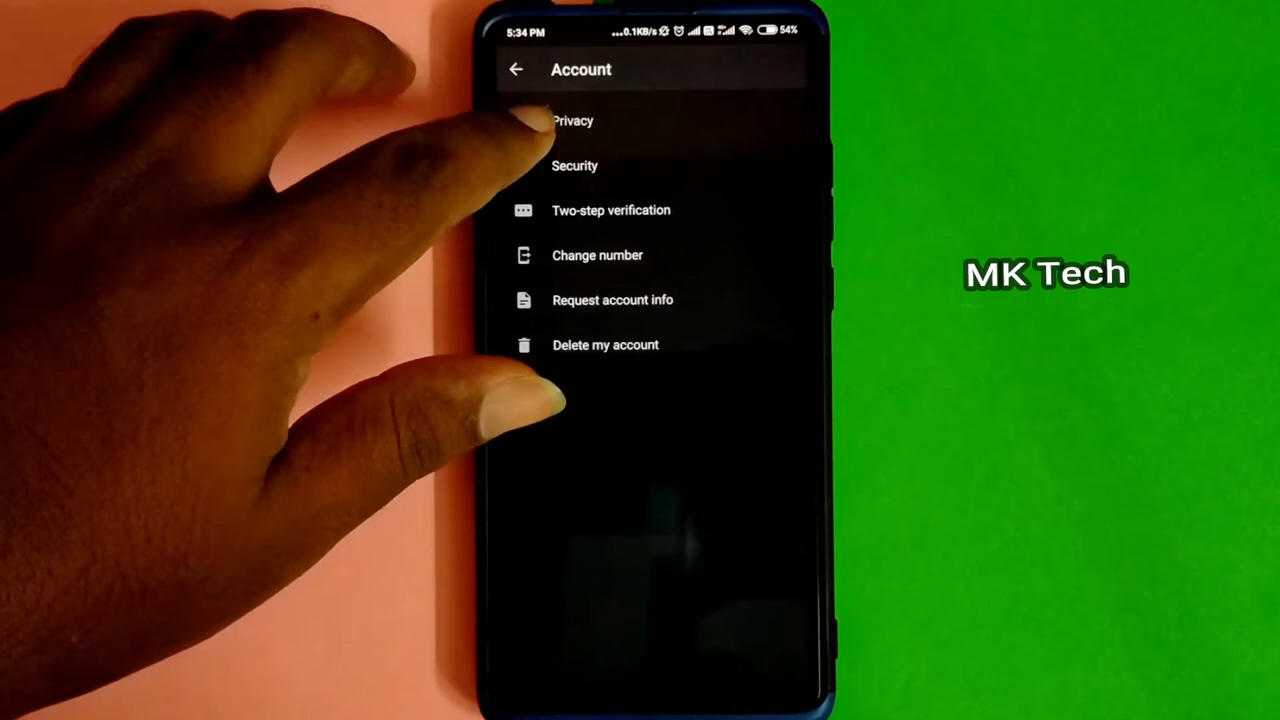 5:34 PM ...0.1KB/s 54%
Account
Privacy
Security
Two-step verification
Change number
Request account info
Delete my account
MK Tech